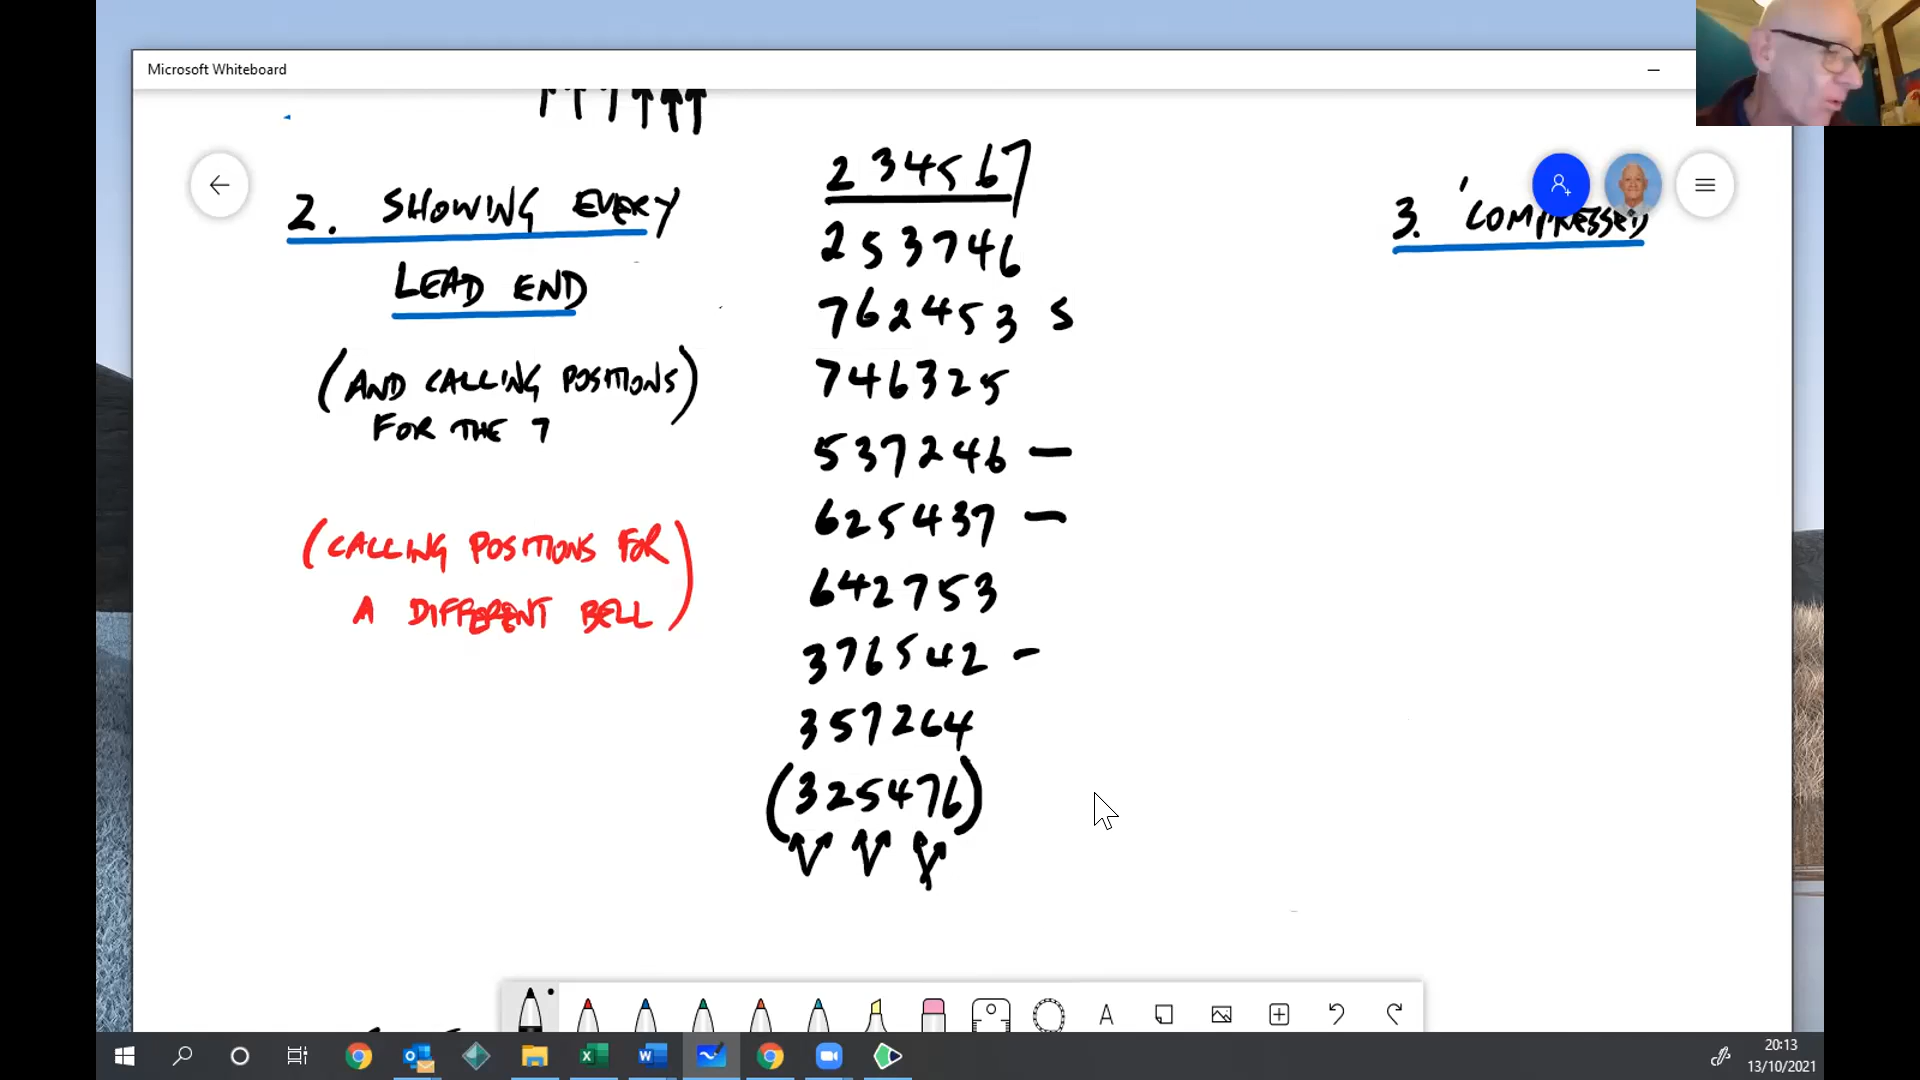 Microsoft Whiteboard
2. SHOWING EVERY
LEAD END
(AND CALLING POSITIONS)
FOR THE 7
(CALLING POSITIONS FOR
A DIFFERENT BELL)
234567
253746
762453 S
746325
537246 —
625437 —
642753
376542 -
357264
(325476)
3. 'COMPRESSED
20:13
13/10/2021